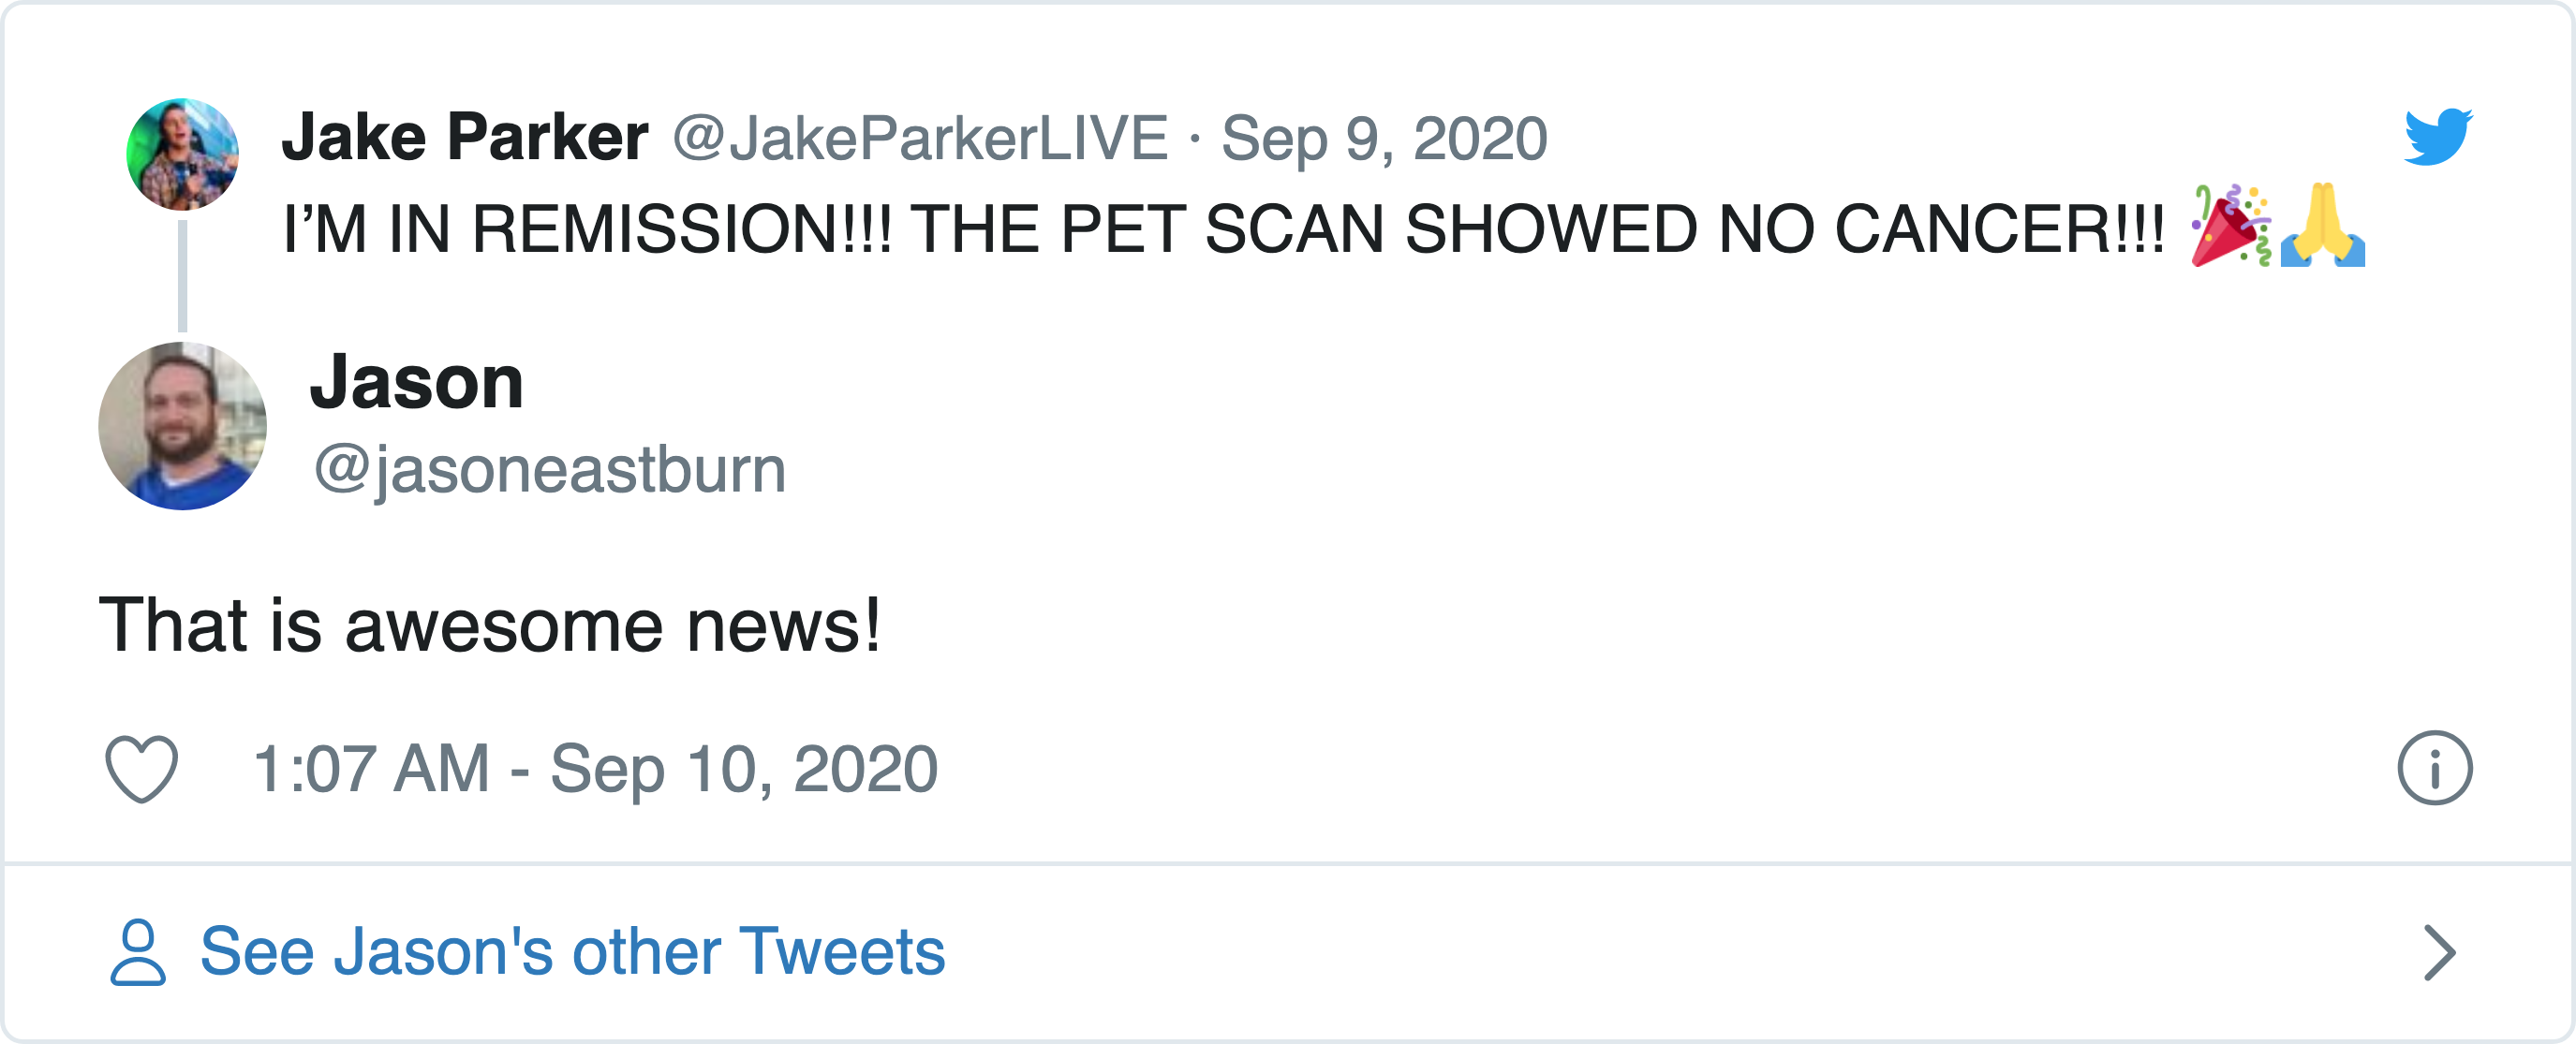 Jake Parker @JakeParkerLIVE · Sep 9, 2020
I’M IN REMISSION!!! THE PET SCAN SHOWED NO CANCER!!! 🎉🙏
Jason
@jasoneastburn
That is awesome news!
1:07 AM - Sep 10, 2020
See Jason's other Tweets